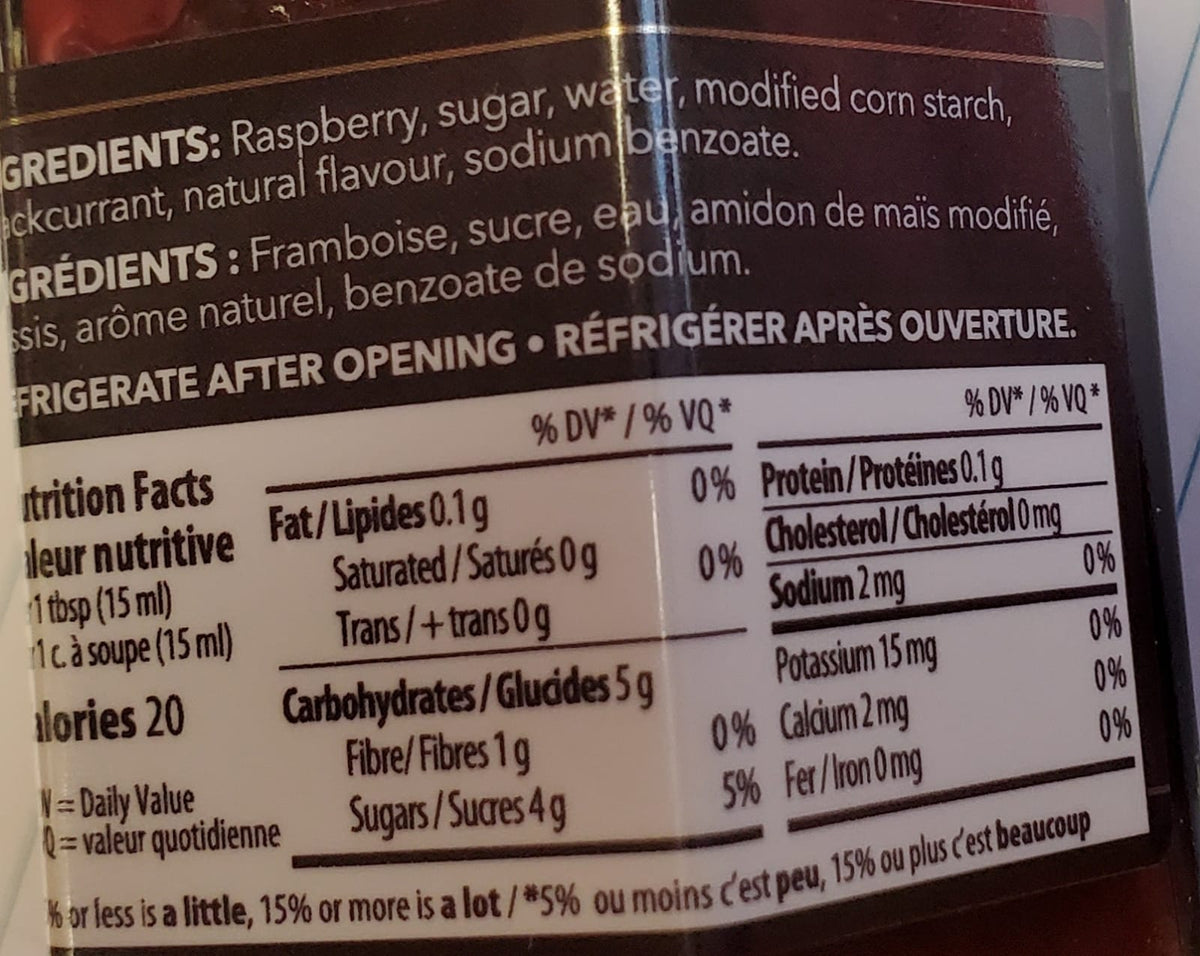 GREDIENTS: Raspberry, sugar, water, modified corn starch,
ckcurrant, natural flavour, sodium benzoate.
GRÉDIENTS : Framboise, sucre, eau, amidon de maïs modifié,
ssis, arôme naturel, benzoate de sodium.
FRIGERATE AFTER OPENING • RÉFRIGÉRER APRÈS OUVERTURE.
trition Facts
leur nutritive
1 tbsp (15 ml)
1 c. à soupe (15 ml)
alories 20
V = Daily Value
Q = valeur quotidienne
% DV* / % VQ*
Fat / Lipides 0.1 g 0%
Saturated / Saturés 0 g 0%
Trans / + trans 0 g
Carbohydrates / Glucides 5 g
Fibre / Fibres 1 g 0%
Sugars / Sucres 4 g 5%
% DV* / % VQ*
Protein / Protéines 0.1 g
Cholesterol / Cholestérol 0 mg
Sodium 2 mg 0%
Potassium 15 mg 0%
Calcium 2 mg 0%
Fer / Iron 0 mg 0%
% or less is a little, 15% or more is a lot / *5% ou moins c'est peu, 15% ou plus c'est beaucoup